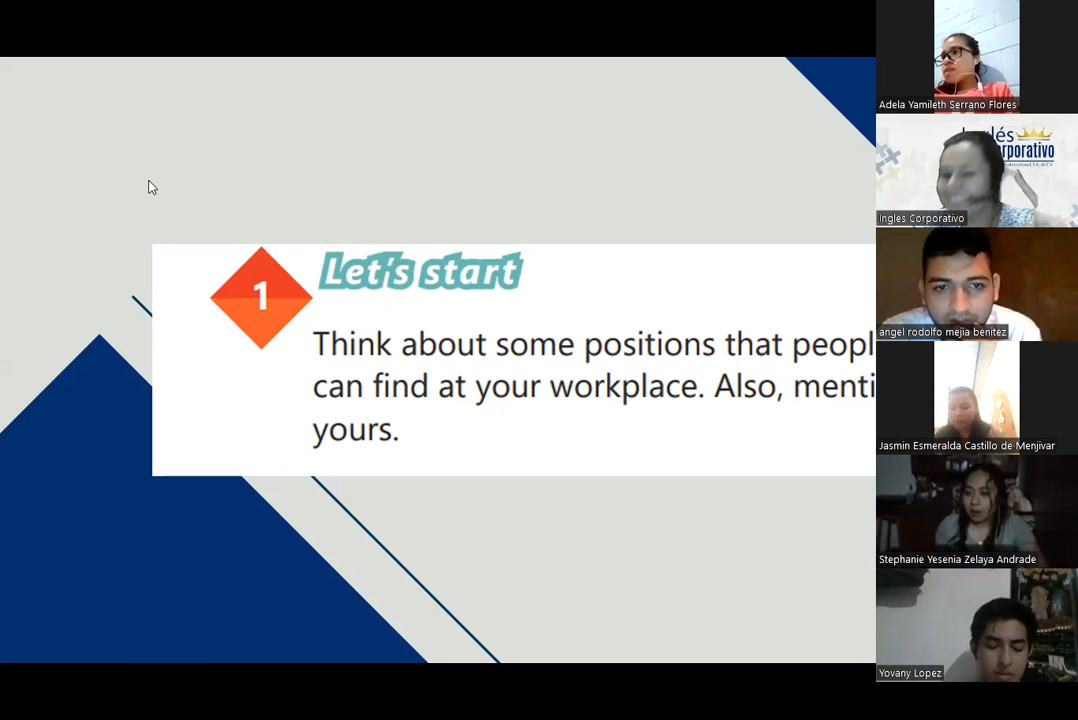 1
Let's start
Think about some positions that peopl
can find at your workplace. Also, menti
yours.
Adela Yamileth Serrano Flores
Inglés
Corporativo
Ingles Corporativo
angel rodolfo mejia benitez
Jasmin Esmeralda Castillo de Menjivar
Stephanie Yesenia Zelaya Andrade
Yovany Lopez